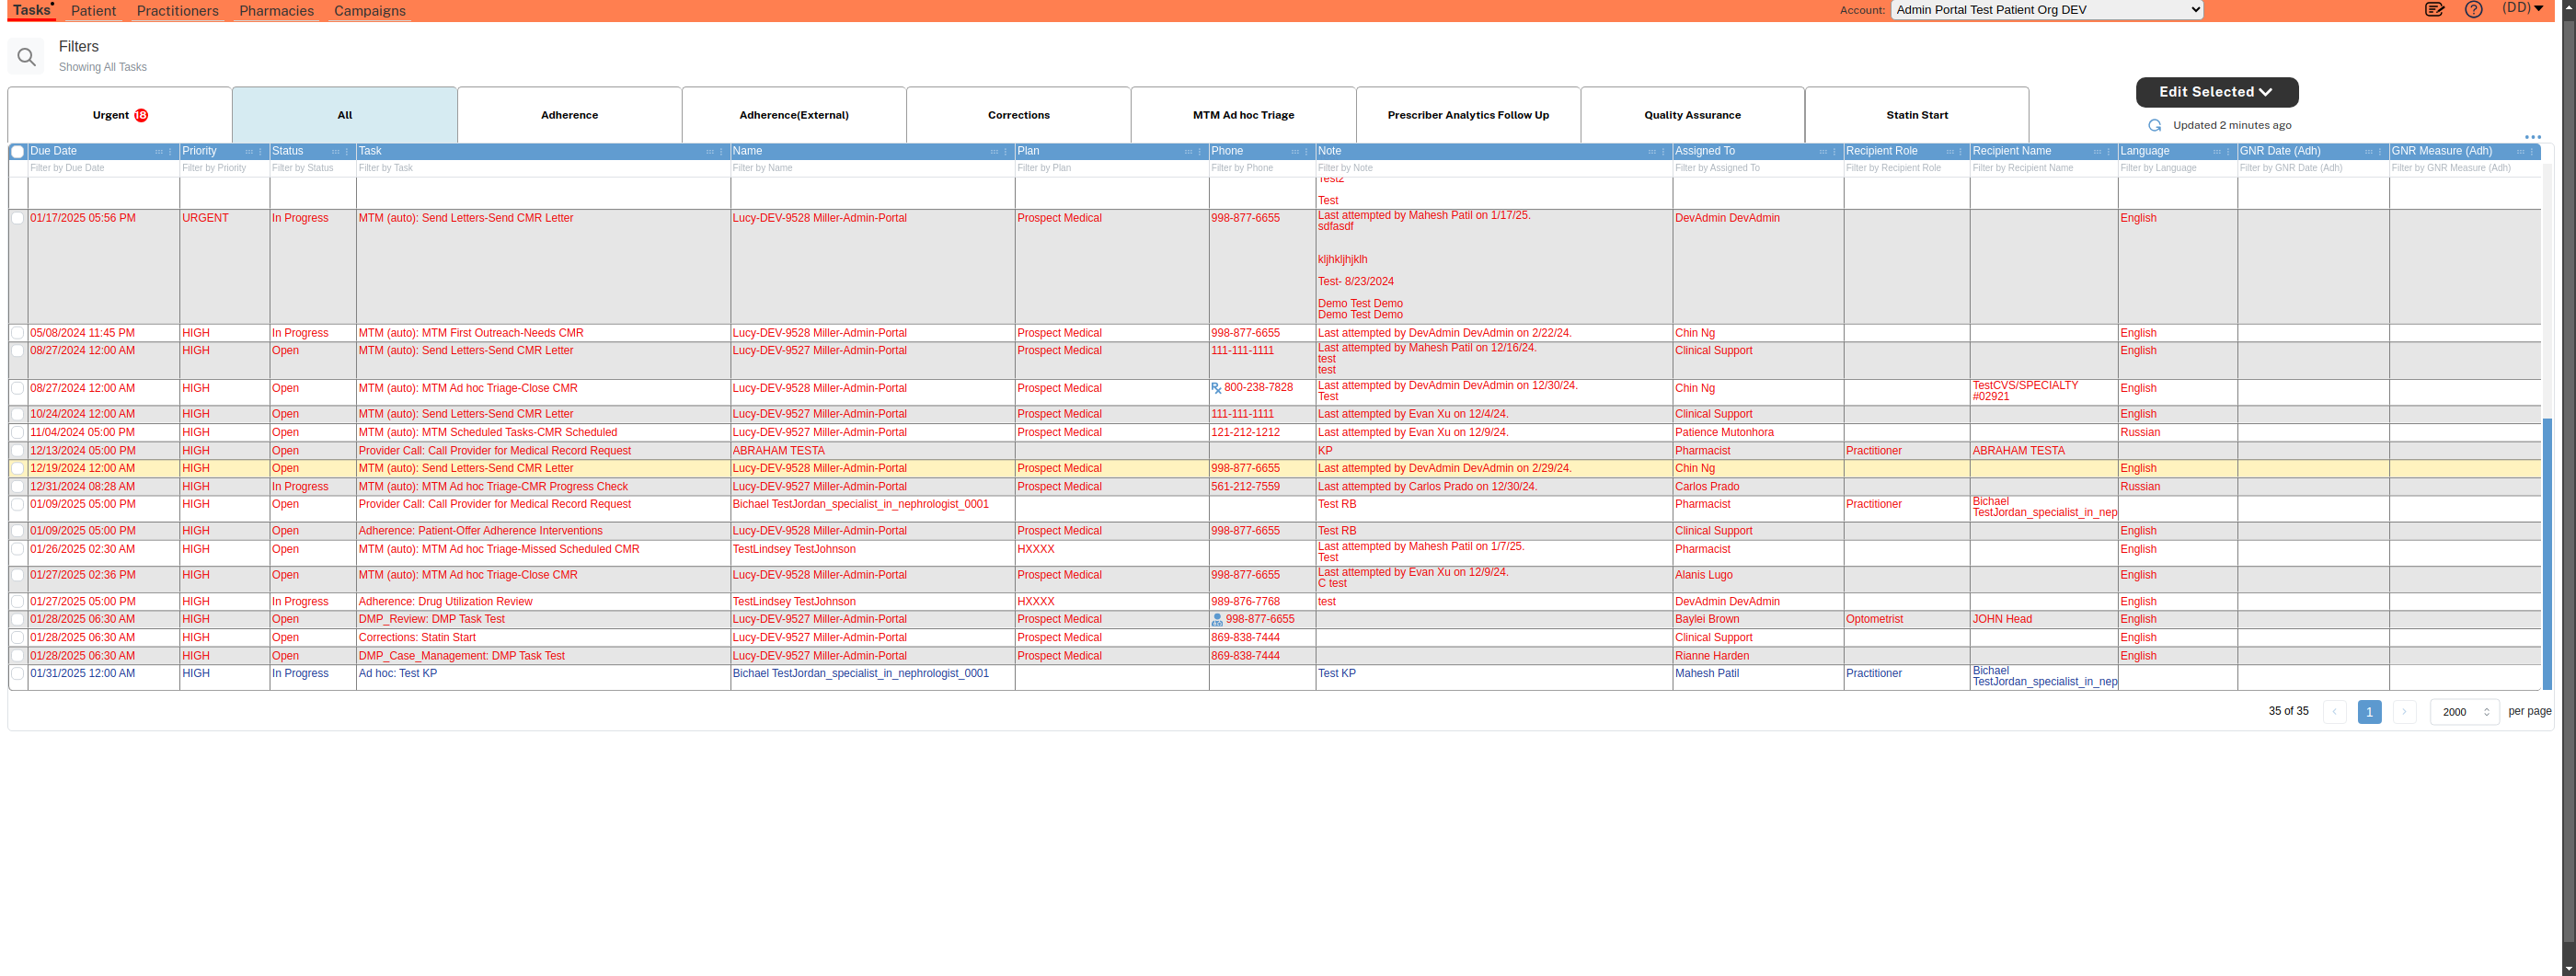 Tasks Patient Practitioners Pharmacies Campaigns Account: Admin Portal Test Patient Org DEV (DD)
Filters
Showing All Tasks
Edit Selected
Urgent 18 All Adherence Adherence(External) Corrections MTM Ad hoc Triage Prescriber Analytics Follow Up Quality Assurance Statin Start
Updated 2 minutes ago
Due Date Priority Status Task Name Plan Phone Note Assigned To Recipient Role Recipient Name Language GNR Date (Adh) GNR Measure (Adh)
Filter by Due Date Filter by Priority Filter by Status Filter by Task Filter by Name Filter by Plan Filter by Phone Filter by Note Filter by Assigned To Filter by Recipient Role Filter by Recipient Name Filter by Language Filter by GNR Date (Adh) Filter by GNR Measure (Adh)
Test2
Test
01/17/2025 05:56 PM URGENT In Progress MTM (auto): Send Letters-Send CMR Letter Lucy-DEV-9528 Miller-Admin-Portal Prospect Medical 998-877-6655 Last attempted by Mahesh Patil on 1/17/25. DevAdmin DevAdmin English
sdfasdf
kljhkljhjklh
Test- 8/23/2024
Demo Test Demo
Demo Test Demo
05/08/2024 11:45 PM HIGH In Progress MTM (auto): MTM First Outreach-Needs CMR Lucy-DEV-9528 Miller-Admin-Portal Prospect Medical 998-877-6655 Last attempted by DevAdmin DevAdmin on 2/22/24. Chin Ng English
08/27/2024 12:00 AM HIGH Open MTM (auto): Send Letters-Send CMR Letter Lucy-DEV-9527 Miller-Admin-Portal Prospect Medical 111-111-1111 Last attempted by Mahesh Patil on 12/16/24. Clinical Support English
test
test
08/27/2024 12:00 AM HIGH Open MTM (auto): MTM Ad hoc Triage-Close CMR Lucy-DEV-9528 Miller-Admin-Portal Prospect Medical 800-238-7828 Last attempted by DevAdmin DevAdmin on 12/30/24. Chin Ng TestCVS/SPECIALTY English
Test #02921
10/24/2024 12:00 AM HIGH Open MTM (auto): Send Letters-Send CMR Letter Lucy-DEV-9527 Miller-Admin-Portal Prospect Medical 111-111-1111 Last attempted by Evan Xu on 12/4/24. Clinical Support English
11/04/2024 05:00 PM HIGH Open MTM (auto): MTM Scheduled Tasks-CMR Scheduled Lucy-DEV-9527 Miller-Admin-Portal Prospect Medical 121-212-1212 Last attempted by Evan Xu on 12/9/24. Patience Mutonhora Russian
12/13/2024 05:00 PM HIGH Open Provider Call: Call Provider for Medical Record Request ABRAHAM TESTA KP Pharmacist Practitioner ABRAHAM TESTA
12/19/2024 12:00 AM HIGH Open MTM (auto): Send Letters-Send CMR Letter Lucy-DEV-9528 Miller-Admin-Portal Prospect Medical 998-877-6655 Last attempted by DevAdmin DevAdmin on 2/29/24. Chin Ng English
12/31/2024 08:28 AM HIGH In Progress MTM (auto): MTM Ad hoc Triage-CMR Progress Check Lucy-DEV-9527 Miller-Admin-Portal Prospect Medical 561-212-7559 Last attempted by Carlos Prado on 12/30/24. Carlos Prado Russian
01/09/2025 05:00 PM HIGH Open Provider Call: Call Provider for Medical Record Request Bichael TestJordan_specialist_in_nephrologist_0001 Test RB Pharmacist Practitioner Bichael
TestJordan_specialist_in_nep
01/09/2025 05:00 PM HIGH Open Adherence: Patient-Offer Adherence Interventions Lucy-DEV-9528 Miller-Admin-Portal Prospect Medical 998-877-6655 Test RB Clinical Support English
01/26/2025 02:30 AM HIGH Open MTM (auto): MTM Ad hoc Triage-Missed Scheduled CMR TestLindsey TestJohnson HXXXX Last attempted by Mahesh Patil on 1/7/25. Pharmacist English
Test
01/27/2025 02:36 PM HIGH Open MTM (auto): MTM Ad hoc Triage-Close CMR Lucy-DEV-9528 Miller-Admin-Portal Prospect Medical 998-877-6655 Last attempted by Evan Xu on 12/9/24. Alanis Lugo English
C test
01/27/2025 05:00 PM HIGH In Progress Adherence: Drug Utilization Review TestLindsey TestJohnson HXXXX 989-876-7768 test DevAdmin DevAdmin English
01/28/2025 06:30 AM HIGH Open DMP_Review: DMP Task Test Lucy-DEV-9527 Miller-Admin-Portal Prospect Medical 998-877-6655 Baylei Brown Optometrist JOHN Head English
01/28/2025 06:30 AM HIGH Open Corrections: Statin Start Lucy-DEV-9527 Miller-Admin-Portal Prospect Medical 869-838-7444 Clinical Support English
01/28/2025 06:30 AM HIGH Open DMP_Case_Management: DMP Task Test Lucy-DEV-9527 Miller-Admin-Portal Prospect Medical 869-838-7444 Rianne Harden English
01/31/2025 12:00 AM HIGH In Progress Ad hoc: Test KP Bichael TestJordan_specialist_in_nephrologist_0001 Test KP Mahesh Patil Practitioner Bichael
TestJordan_specialist_in_nep
35 of 35 1 2000 per page